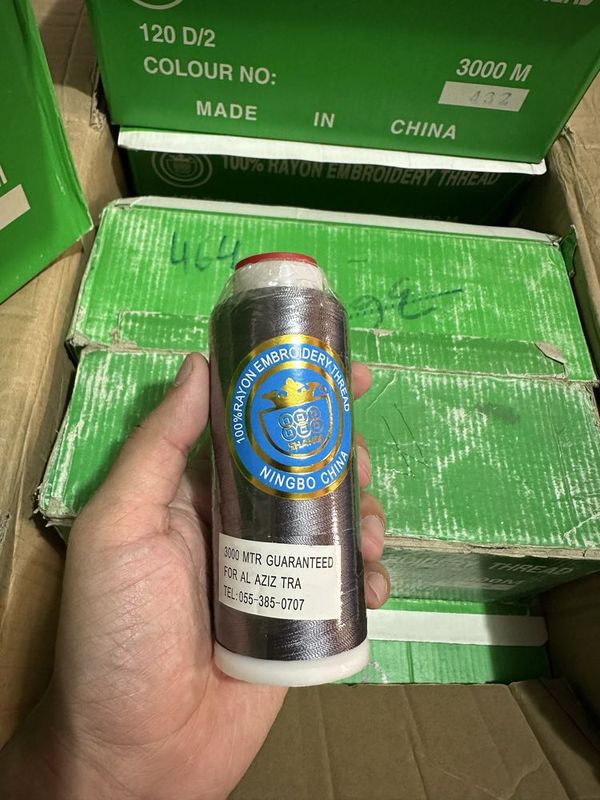 120 D/2
COLOUR NO:
3000 M
432
MADE IN CHINA
100% RAYON EMBROIDERY THREAD
464
100%RAYON EMBROIDERY THREAD
NINGBO CHINA
3000 MTR GUARANTEED
FOR AL AZIZ TRA
TEL:055-385-0707
THREAD